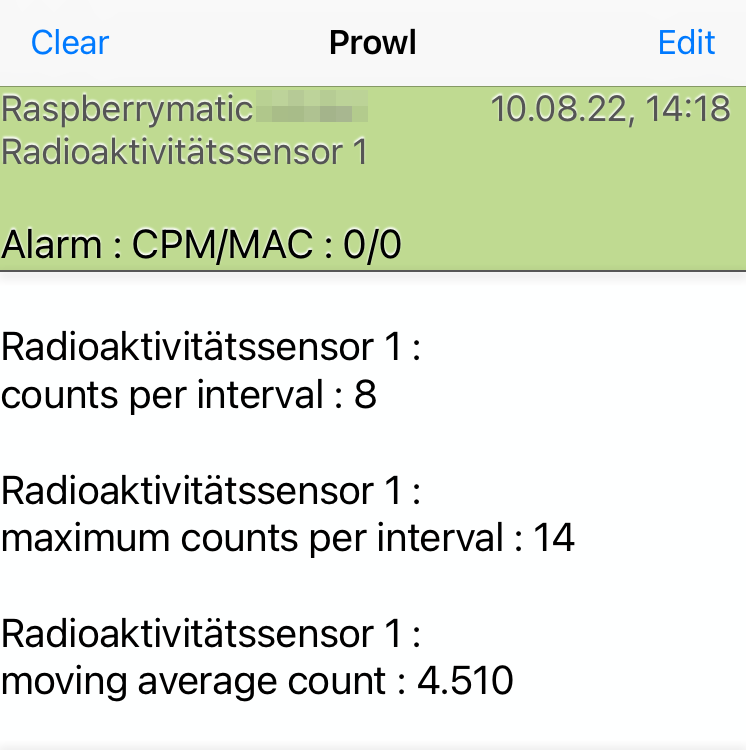 Clear Prowl Edit
Raspberrymatic 10.08.22, 14:18
Radioaktivitätssensor 1
Alarm : CPM/MAC : 0/0
Radioaktivitätssensor 1 :
counts per interval : 8
Radioaktivitätssensor 1 :
maximum counts per interval : 14
Radioaktivitätssensor 1 :
moving average count : 4.510